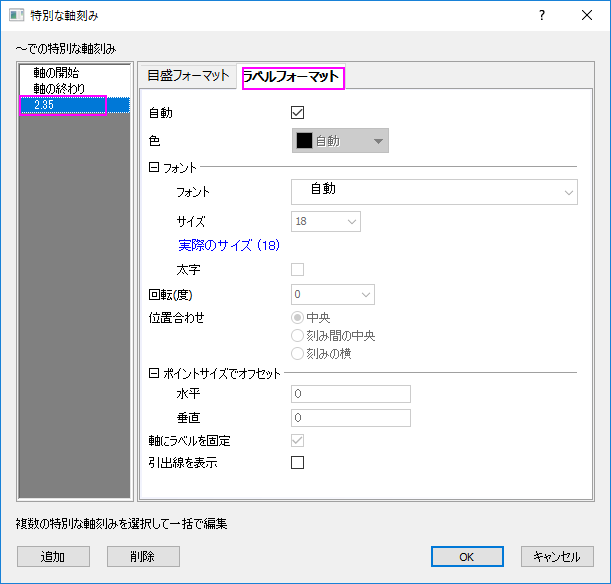 特別な軸刻み
?
～での特別な軸刻み
軸の開始
軸の終わり
2.35
目盛フォーマット
ラベルフォーマット
自動
色
自動
フォント
フォント
自動
サイズ
18
実際のサイズ (18)
太字
回転(度)
0
位置合わせ
中央
刻み間の中央
刻みの横
ポイントサイズでオフセット
水平
0
垂直
0
軸にラベルを固定
引出線を表示
複数の特別な軸刻みを選択して一括で編集
追加
削除
OK
キャンセル